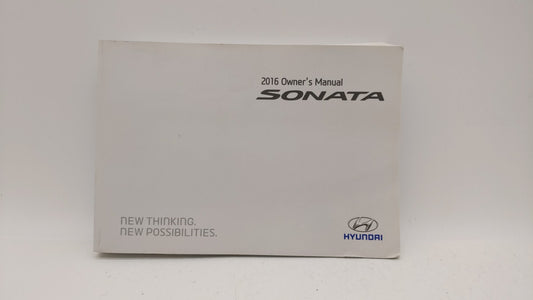 2016 Owner's Manual
SONATA
NEW THINKING.
NEW POSSIBILITIES.
HYUNDAI